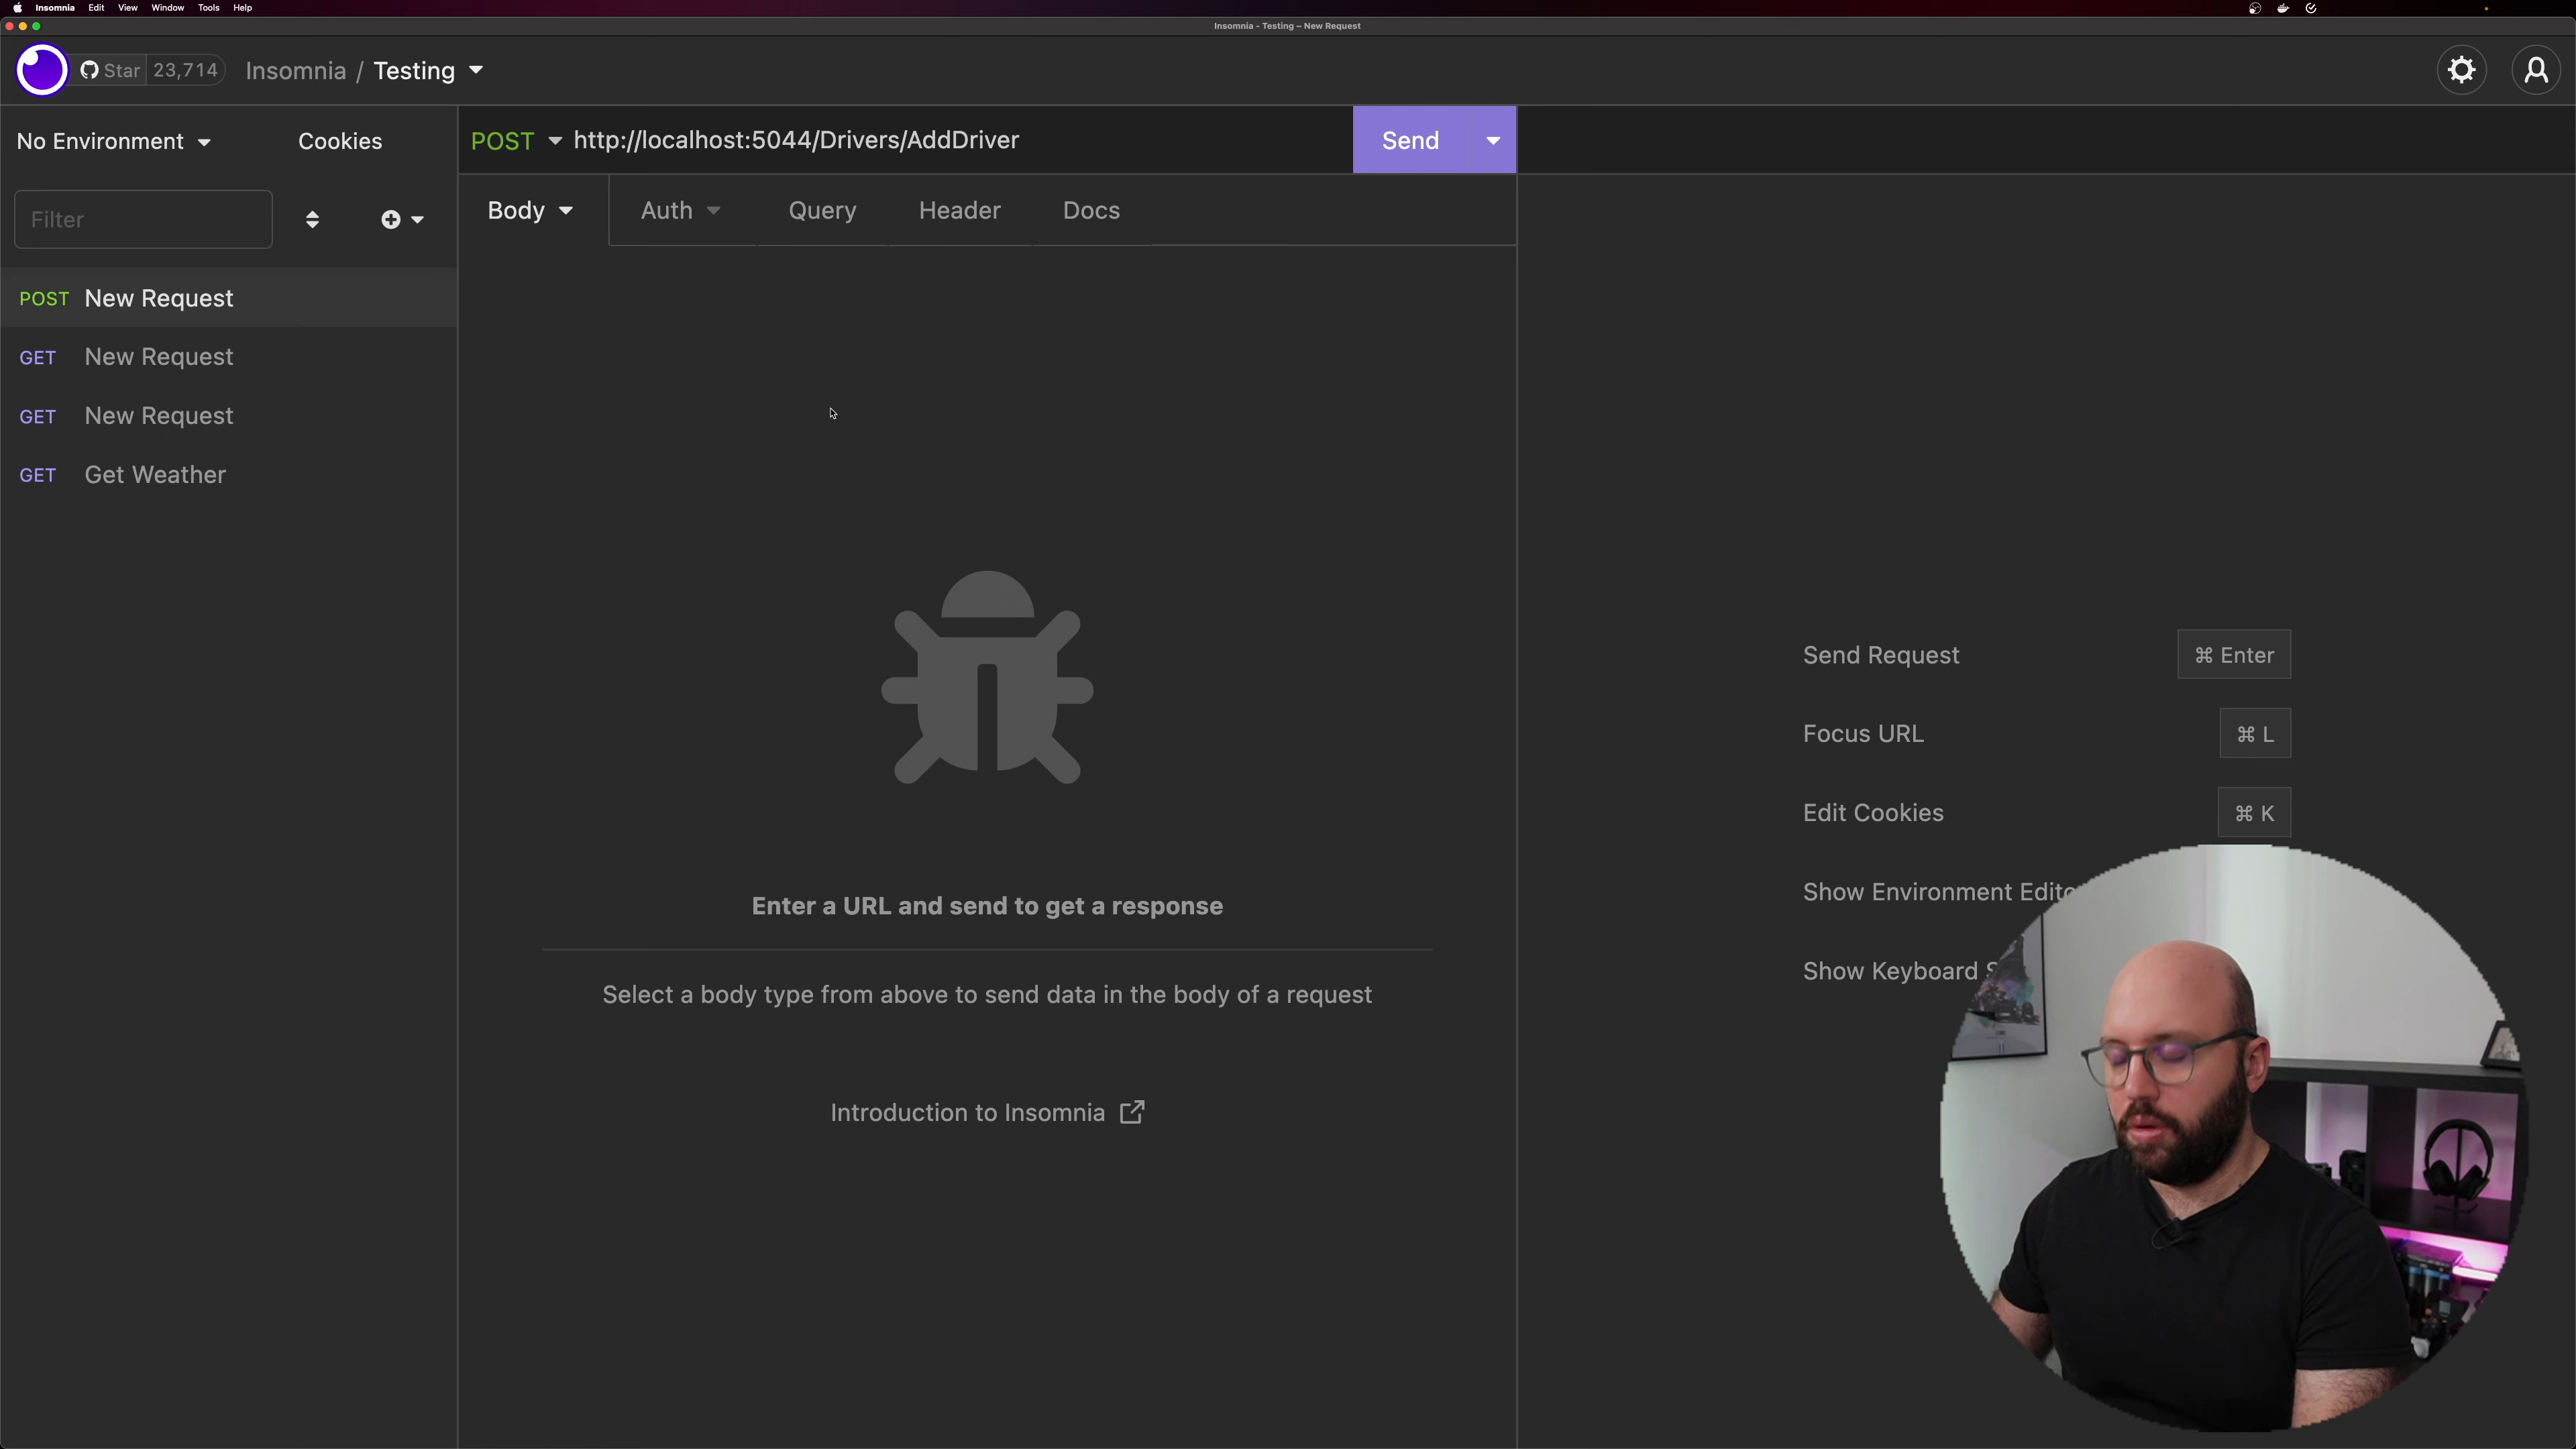 Insomnia Edit View Window Tools Help
Insomnia - Testing – New Request
Star 23,714 Insomnia / Testing
No Environment Cookies
POST http://localhost:5044/Drivers/AddDriver Send
Filter
Body Auth Query Header Docs
POST New Request
GET New Request
GET New Request
GET Get Weather
Enter a URL and send to get a response
Select a body type from above to send data in the body of a request
Introduction to Insomnia
Send Request ⌘ Enter
Focus URL ⌘ L
Edit Cookies ⌘ K
Show Environment
Show Keyboard